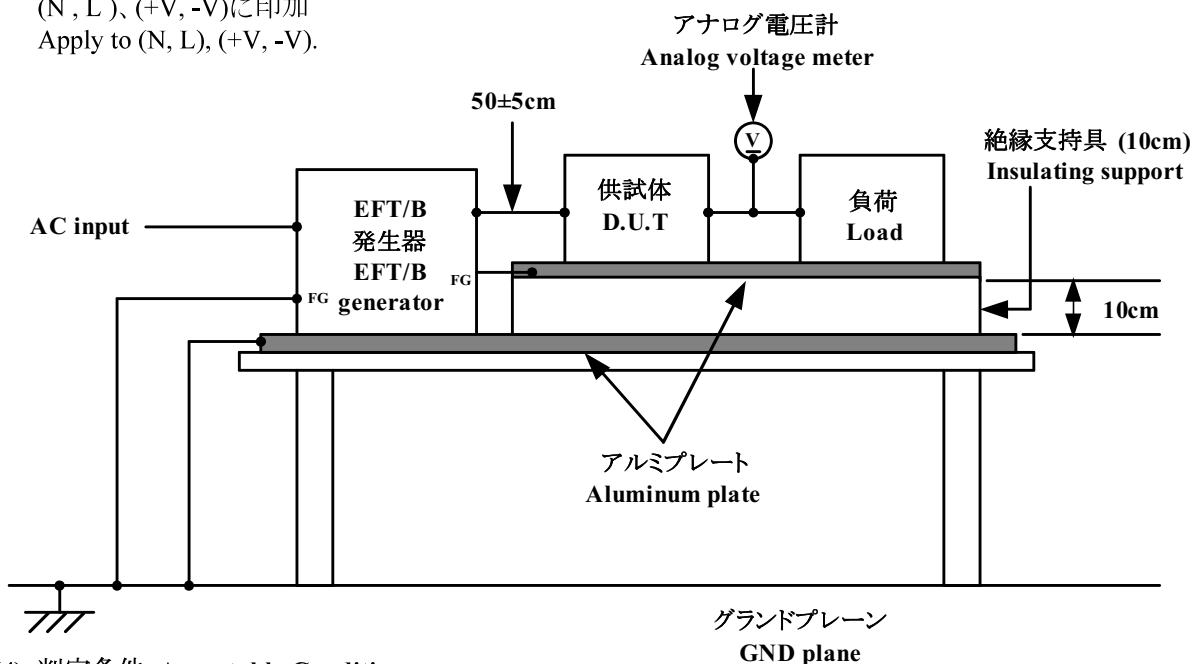 (N , L )、(+V, -V)に印加
Apply to (N, L), (+V, -V).
アナログ電圧計
Analog voltage meter
50±5cm
V
絶縁支持具 (10cm)
Insulating support
供試体
D.U.T
負荷
Load
AC input
EFT/B
発生器
EFT/B
generator
FG
FG
10cm
アルミプレート
Aluminum plate
グランドプレーン
GND plane